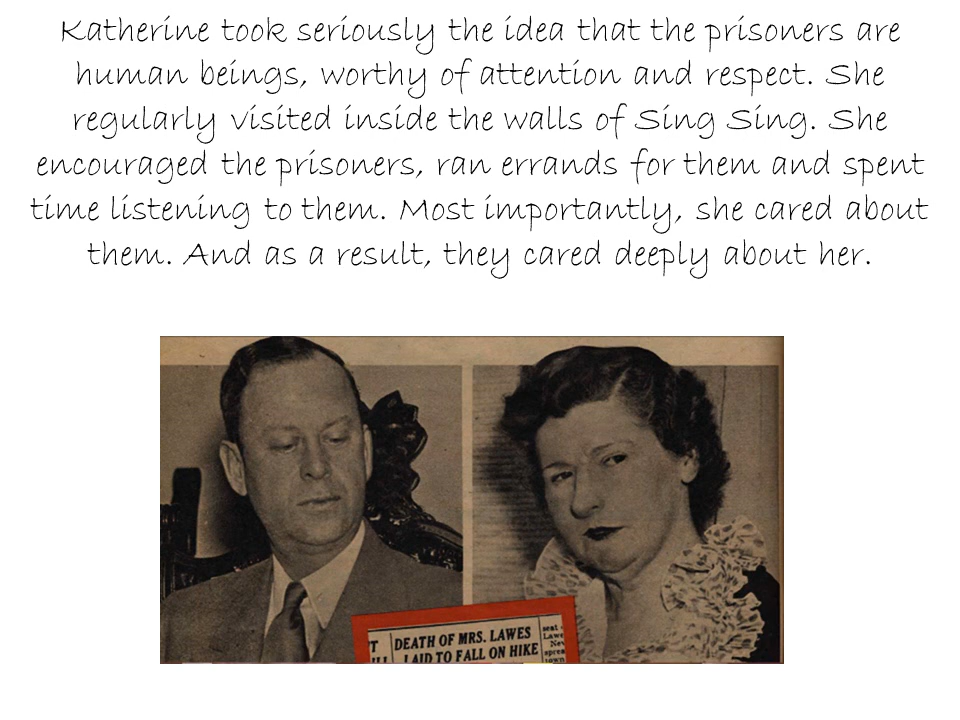 Katherine took seriously the idea that the prisoners are
human beings, worthy of attention and respect. She
regularly visited inside the walls of Sing Sing. She
encouraged the prisoners, ran errands for them and spent
time listening to them. Most importantly, she cared about
them. And as a result, they cared deeply about her.
DEATH OF MRS. LAWES
LAID TO FALL ON HIKE